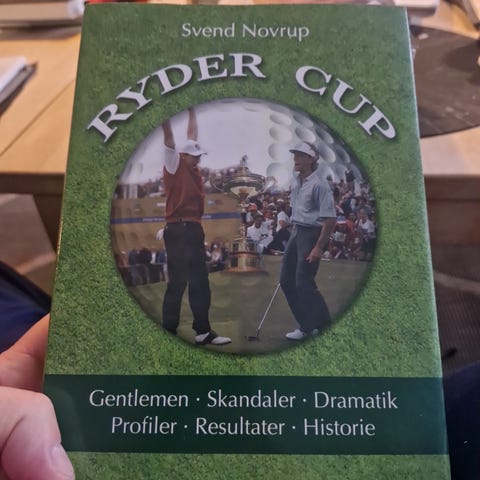 Svend Novrup
RYDER CUP
Gentlemen · Skandaler · Dramatik
Profiler · Resultater · Historie